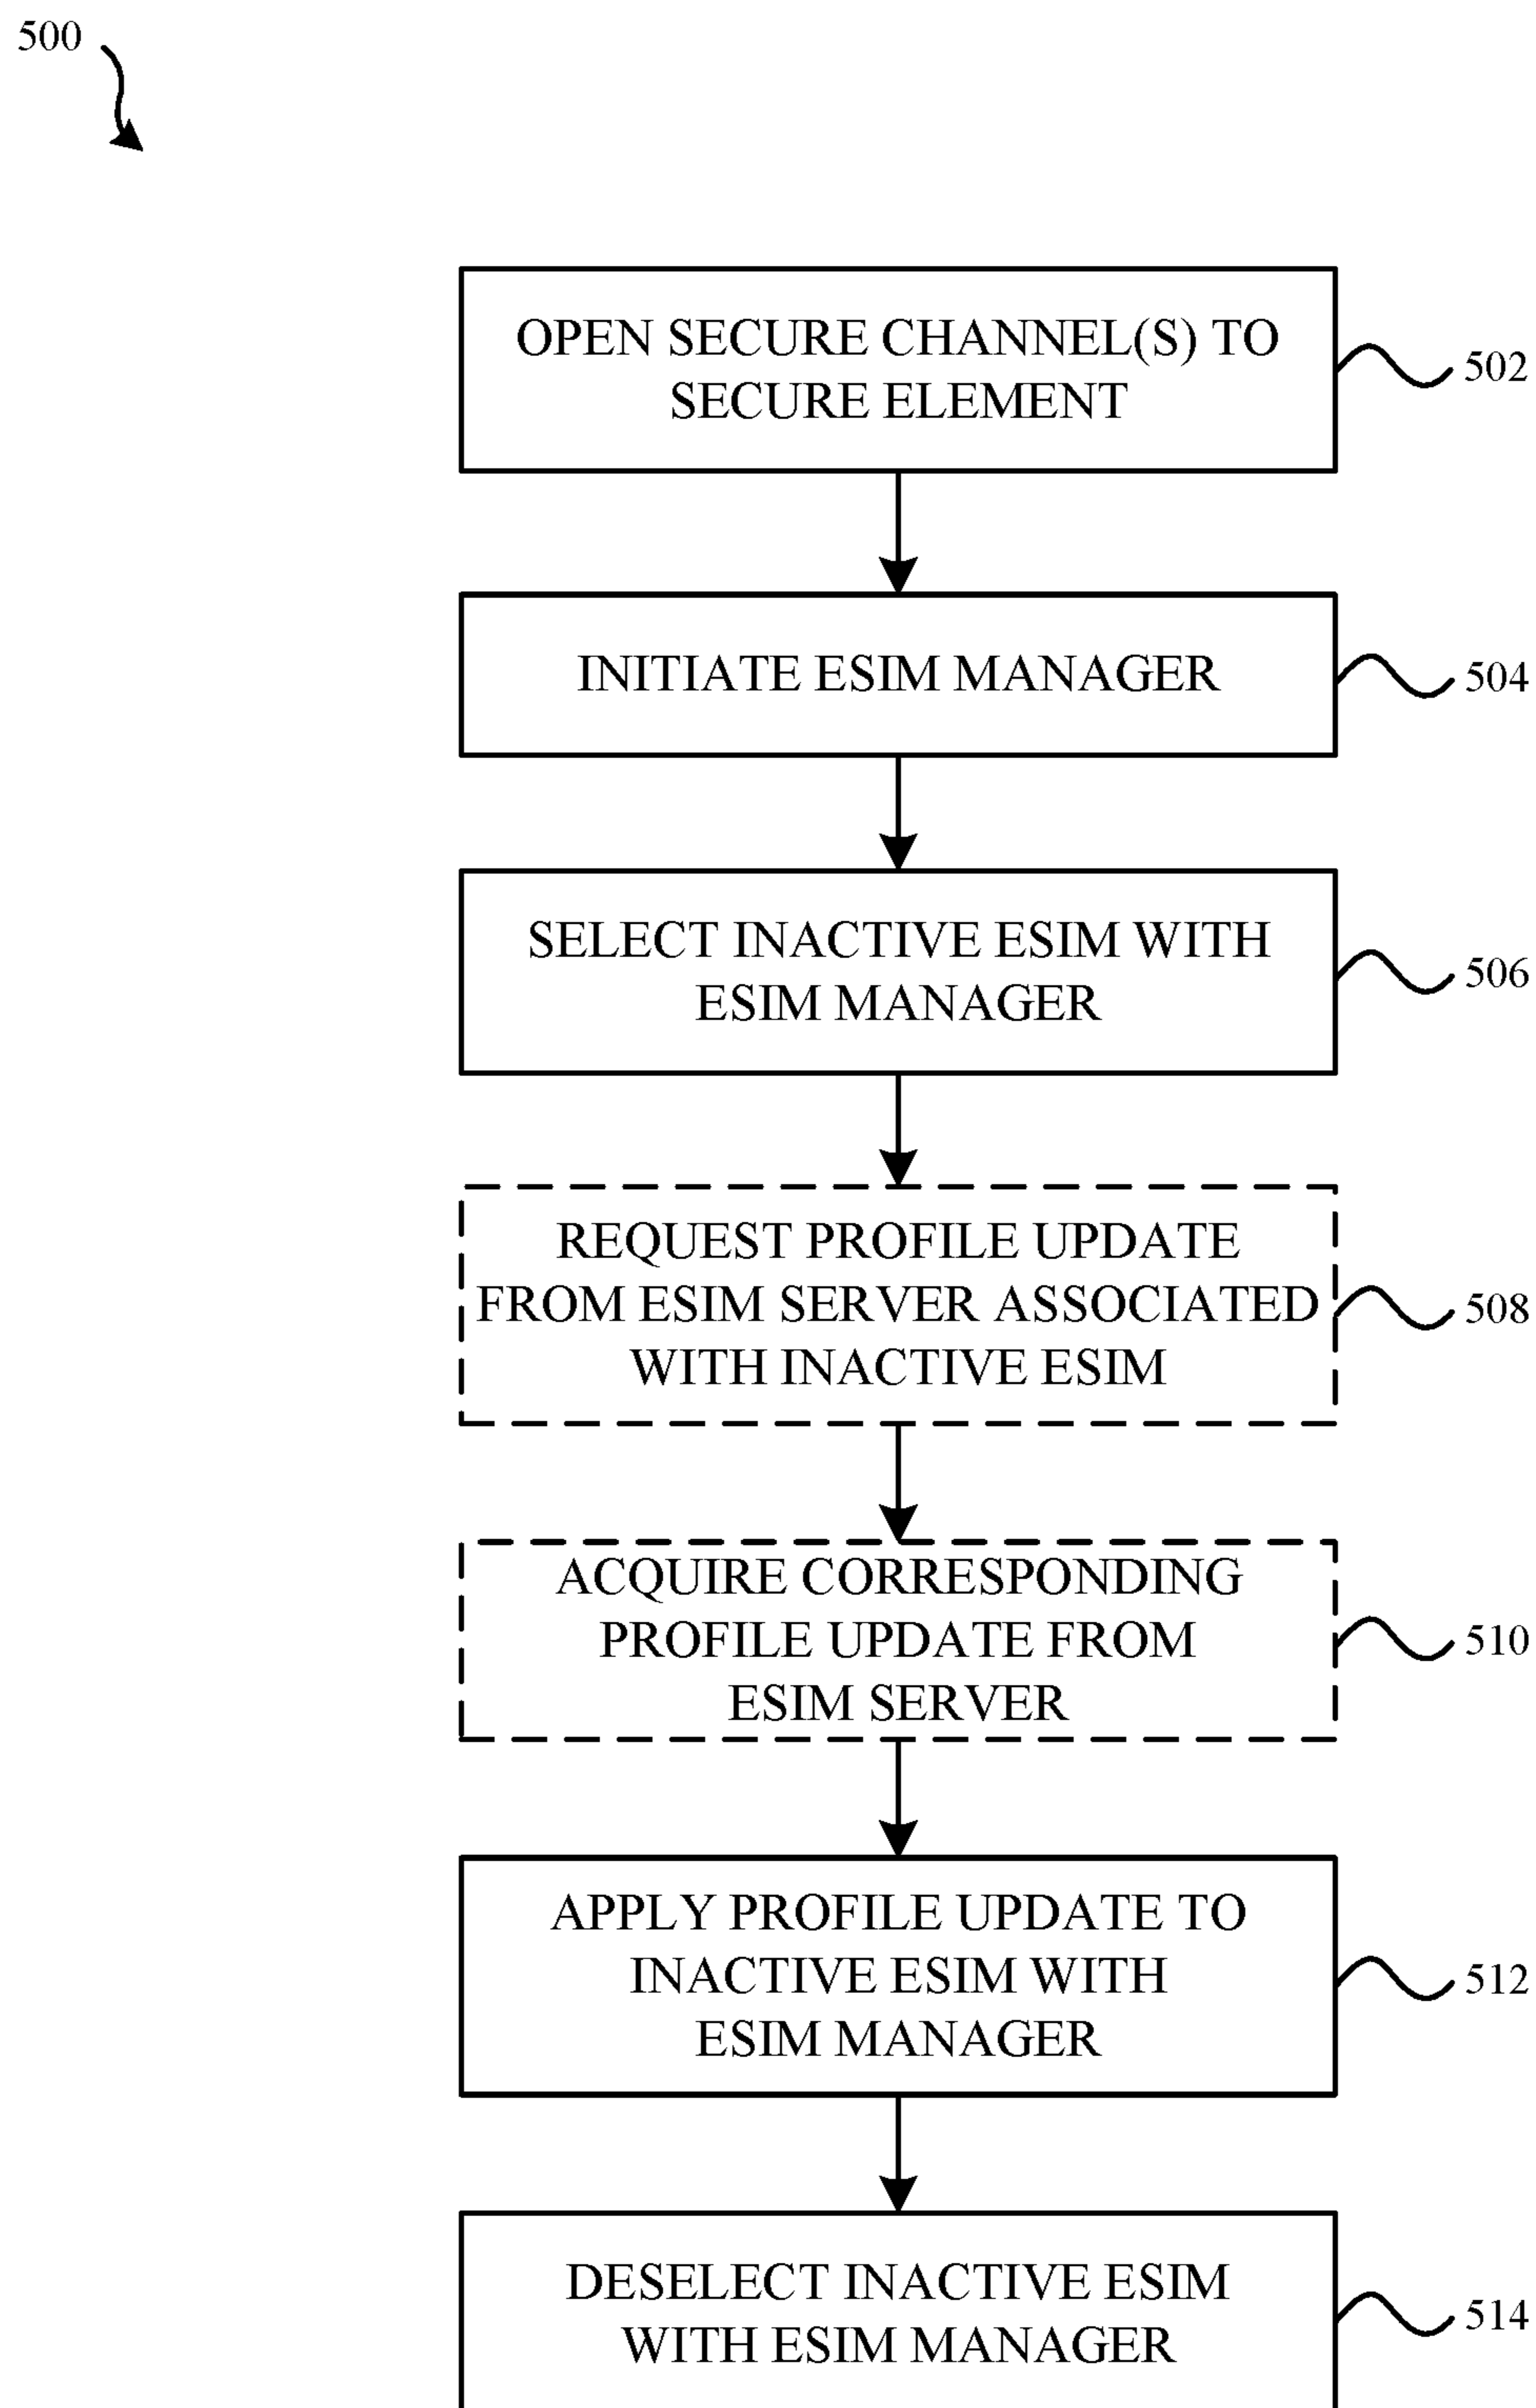 500
OPEN SECURE CHANNEL(S) TO
SECURE ELEMENT
502
INITIATE ESIM MANAGER
504
SELECT INACTIVE ESIM WITH
ESIM MANAGER
506
REQUEST PROFILE UPDATE
FROM ESIM SERVER ASSOCIATED
WITH INACTIVE ESIM
508
ACQUIRE CORRESPONDING
PROFILE UPDATE FROM
ESIM SERVER
510
APPLY PROFILE UPDATE TO
INACTIVE ESIM WITH
ESIM MANAGER
512
DESELECT INACTIVE ESIM
WITH ESIM MANAGER
514